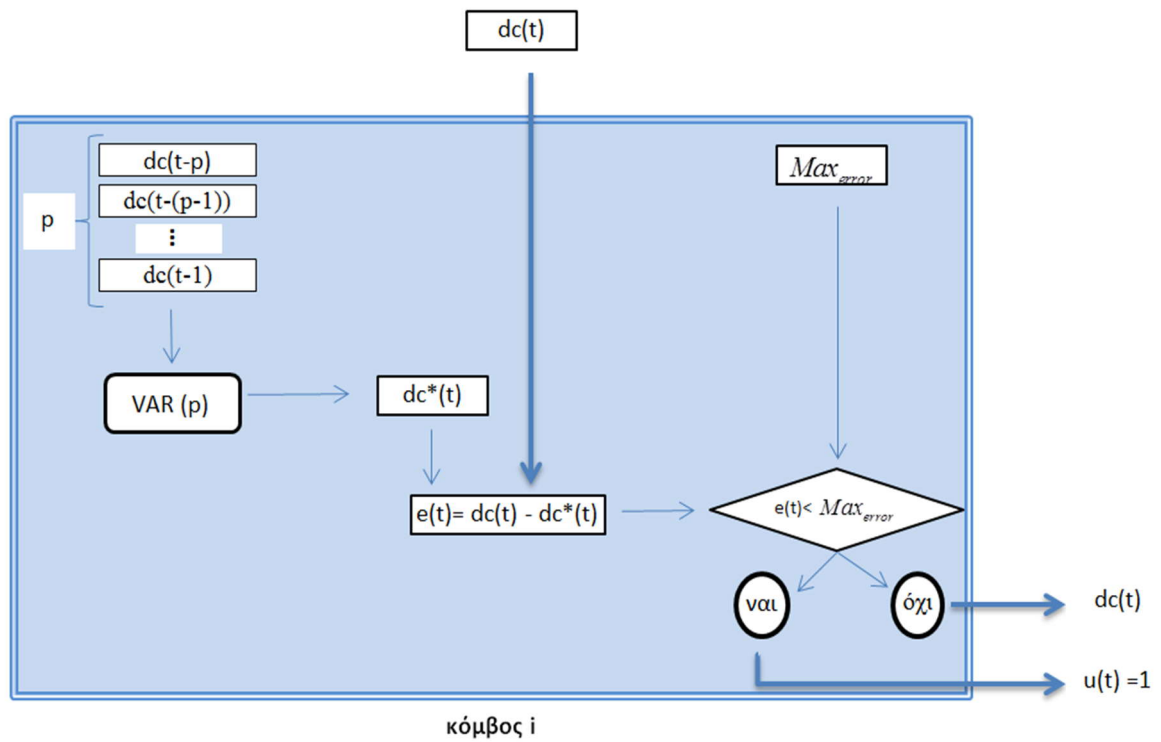 dc(t)
dc(t-p)
dc(t-(p-1))
⋮
dc(t-1)
p
Max_error
VAR (p)
dc*(t)
e(t)= dc(t) - dc*(t)
e(t)< Max_error
ναι
όχι
dc(t)
u(t) =1
κόμβος i